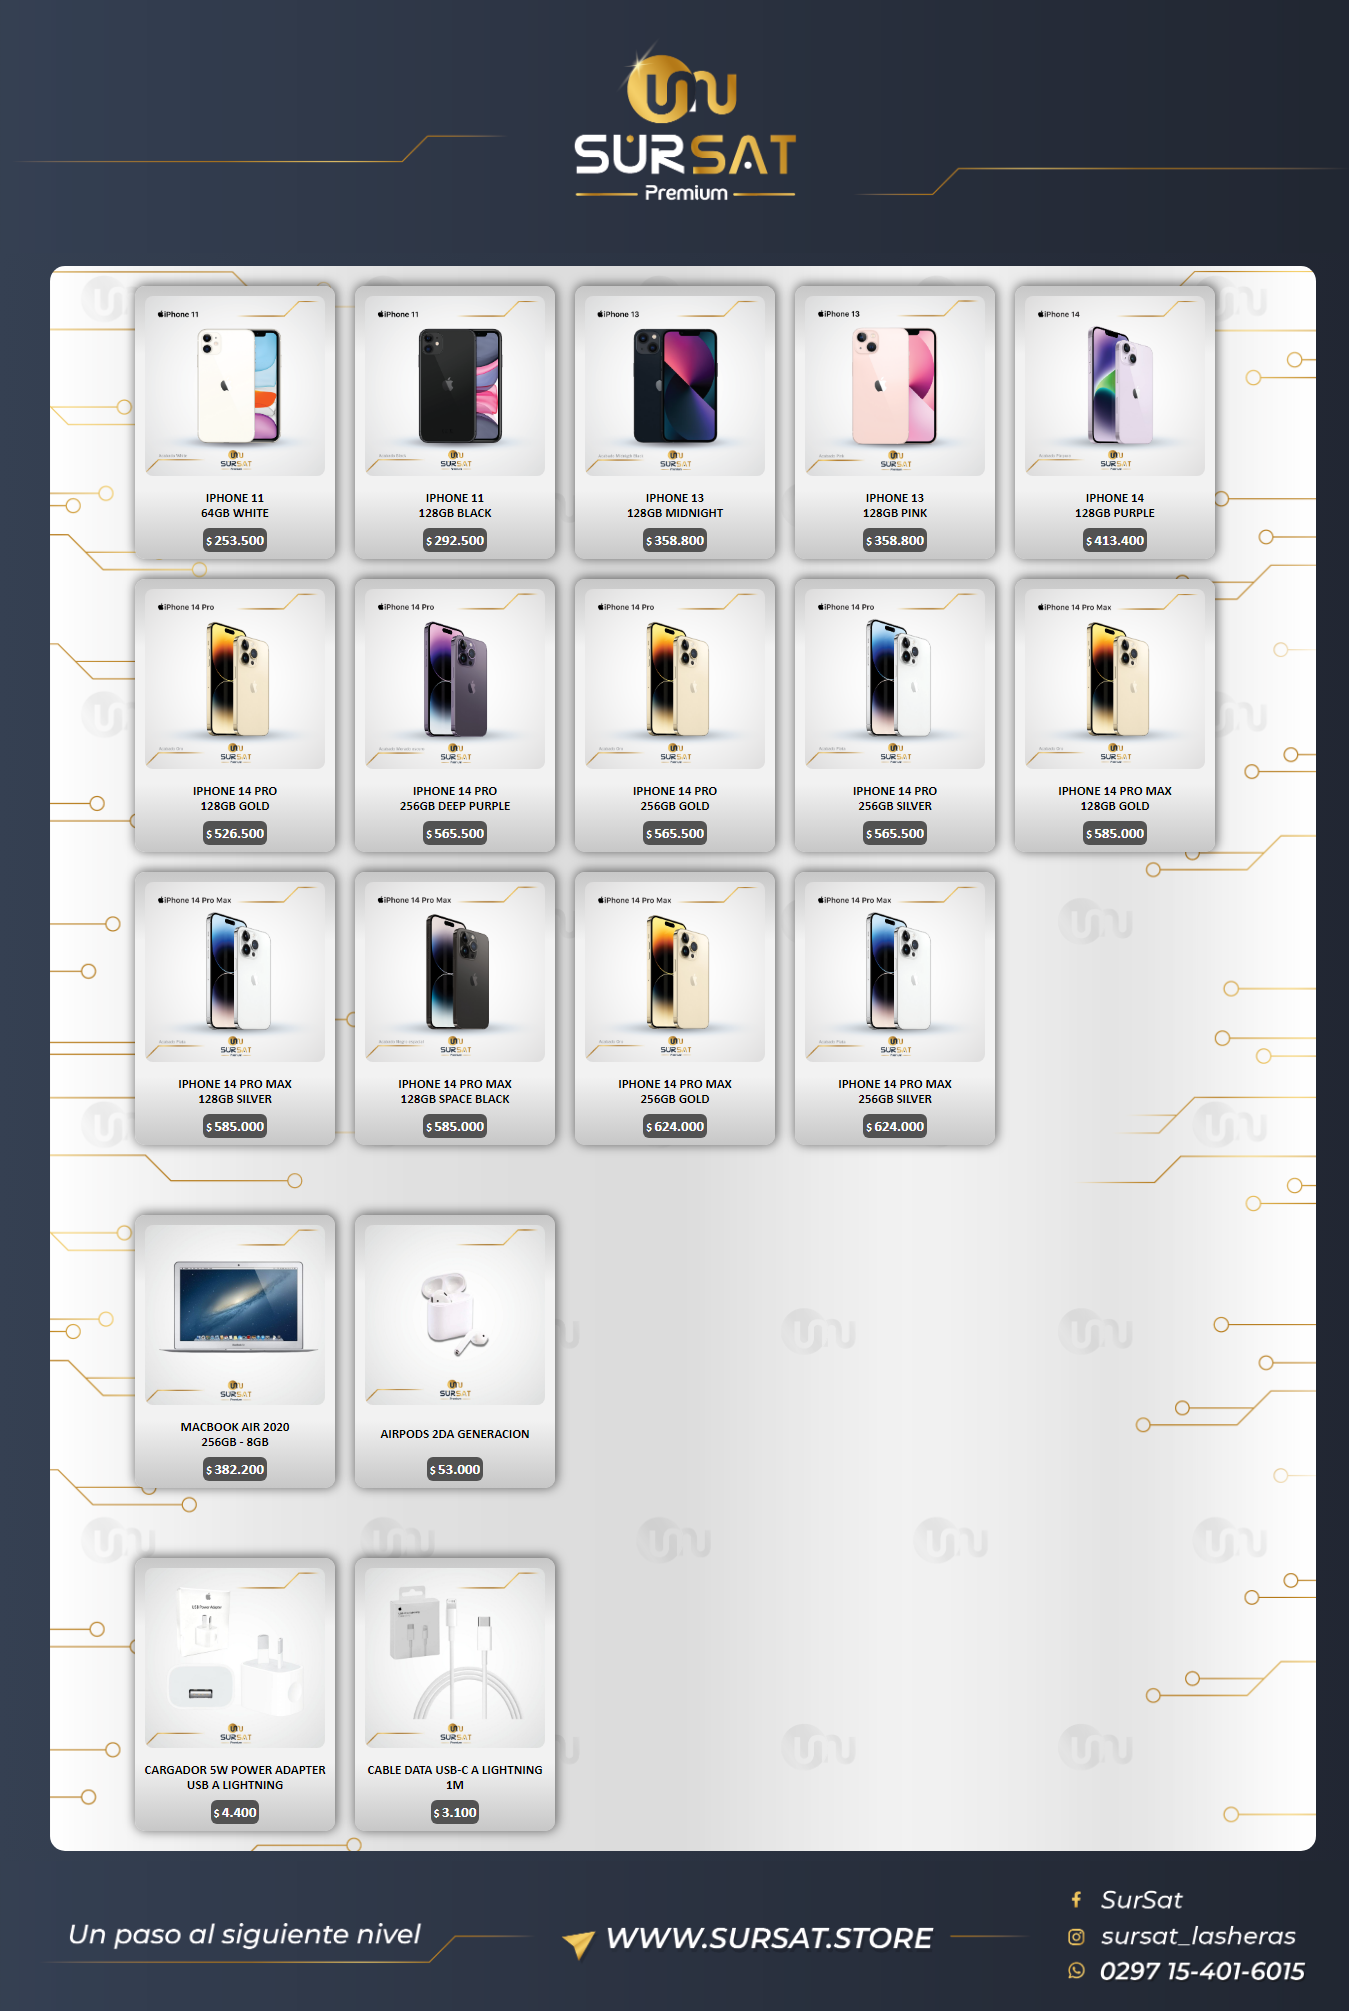 SURSAT
Premium
iPhone 11
iPhone 11
iPhone 13
iPhone 13
iPhone 14
IPHONE 11
64GB WHITE
$ 253.500
IPHONE 11
128GB BLACK
$ 292.500
IPHONE 13
128GB MIDNIGHT
$ 358.800
IPHONE 13
128GB PINK
$ 358.800
IPHONE 14
128GB PURPLE
$ 413.400
iPhone 14 Pro
iPhone 14 Pro
iPhone 14 Pro
iPhone 14 Pro
iPhone 14 Pro Max
IPHONE 14 PRO
128GB GOLD
$ 526.500
IPHONE 14 PRO
256GB DEEP PURPLE
$ 565.500
IPHONE 14 PRO
256GB GOLD
$ 565.500
IPHONE 14 PRO
256GB SILVER
$ 565.500
IPHONE 14 PRO MAX
128GB GOLD
$ 585.000
iPhone 14 Pro Max
iPhone 14 Pro Max
iPhone 14 Pro Max
iPhone 14 Pro Max
IPHONE 14 PRO MAX
128GB SILVER
$ 585.000
IPHONE 14 PRO MAX
128GB SPACE BLACK
$ 585.000
IPHONE 14 PRO MAX
256GB GOLD
$ 624.000
IPHONE 14 PRO MAX
256GB SILVER
$ 624.000
MACBOOK AIR 2020
256GB - 8GB
$ 382.200
AIRPODS 2DA GENERACION
$ 53.000
CARGADOR 5W POWER ADAPTER
USB A LIGHTNING
$ 4.400
CABLE DATA USB-C A LIGHTNING
1M
$ 3.100
Un paso al siguiente nivel
WWW.SURSAT.STORE
SurSat
sursat_lasheras
0297 15-401-6015